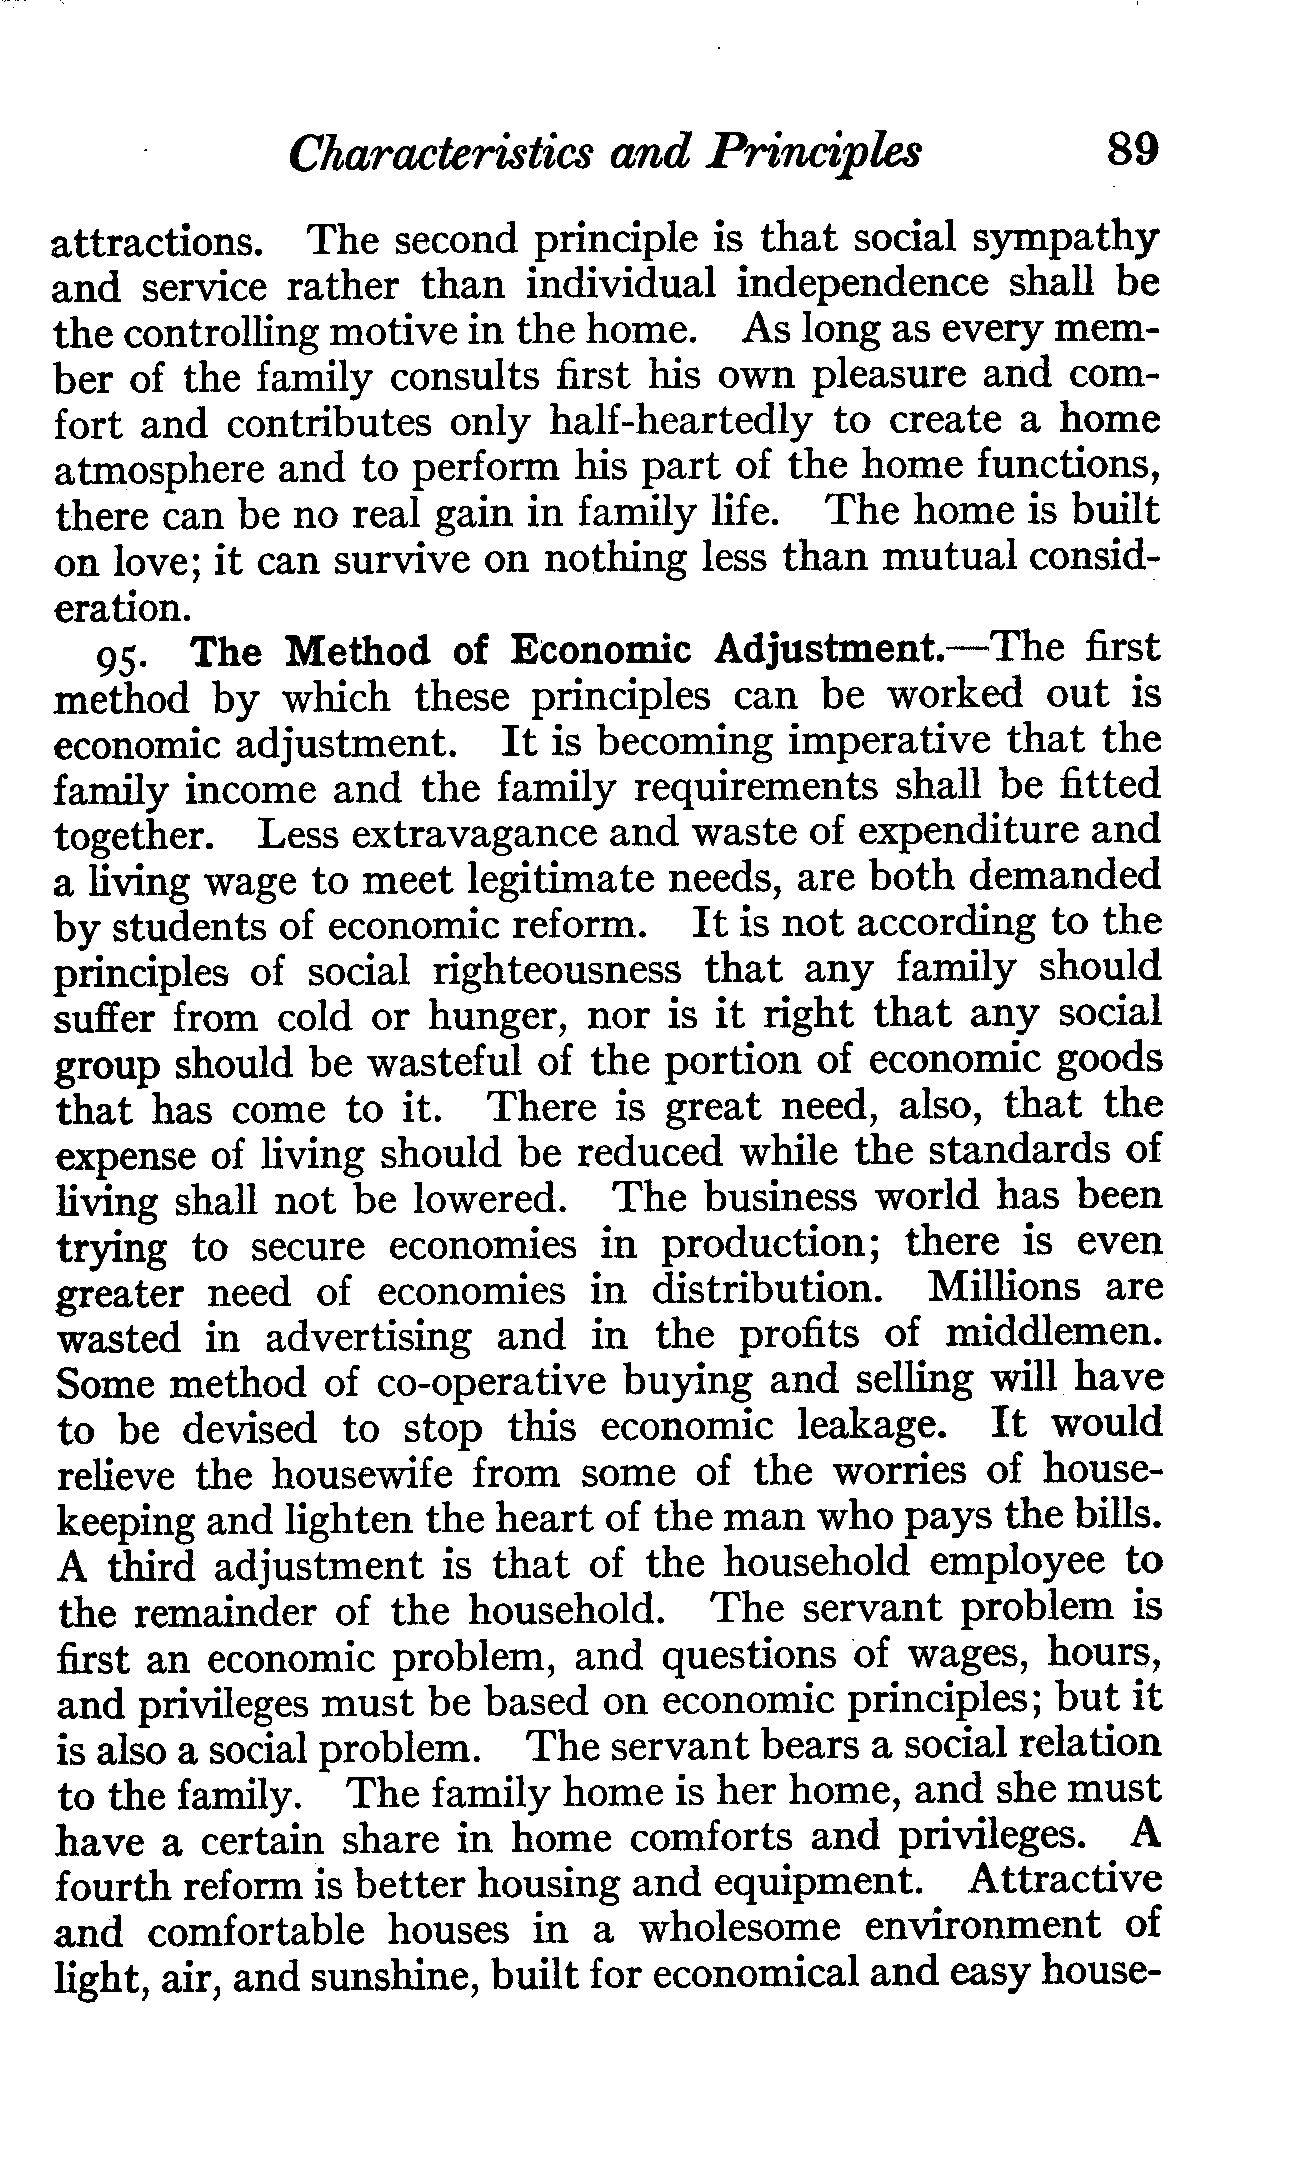 Characteristics and Principles 89
attractions. The second principle is that social sympathy
and service rather than individual independence shall be
the controlling motive in the home. As long as every mem-
ber of the family consults first his own pleasure and com-
fort and contributes only half-heartedly to create a home
atmosphere and to perform his part of the home functions,
there can be no real gain in family life. The home is built
on love; it can survive on nothing less than mutual consid-
eration.
95. The Method of Economic Adjustment.—The first
method by which these principles can be worked out is
economic adjustment. It is becoming imperative that the
family income and the family requirements shall be fitted
together. Less extravagance and waste of expenditure and
a living wage to meet legitimate needs, are both demanded
by students of economic reform. It is not according to the
principles of social righteousness that any family should
suffer from cold or hunger, nor is it right that any social
group should be wasteful of the portion of economic goods
that has come to it. There is great need, also, that the
expense of living should be reduced while the standards of
living shall not be lowered. The business world has been
trying to secure economies in production; there is even
greater need of economies in distribution. Millions are
wasted in advertising and in the profits of middlemen.
Some method of co-operative buying and selling will have
to be devised to stop this economic leakage. It would
relieve the housewife from some of the worries of house-
keeping and lighten the heart of the man who pays the bills.
A third adjustment is that of the household employee to
the remainder of the household. The servant problem is
first an economic problem, and questions of wages, hours,
and privileges must be based on economic principles; but it
is also a social problem. The servant bears a social relation
to the family. The family home is her home, and she must
have a certain share in home comforts and privileges. A
fourth reform is better housing and equipment. Attractive
and comfortable houses in a wholesome environment of
light, air, and sunshine, built for economical and easy house-